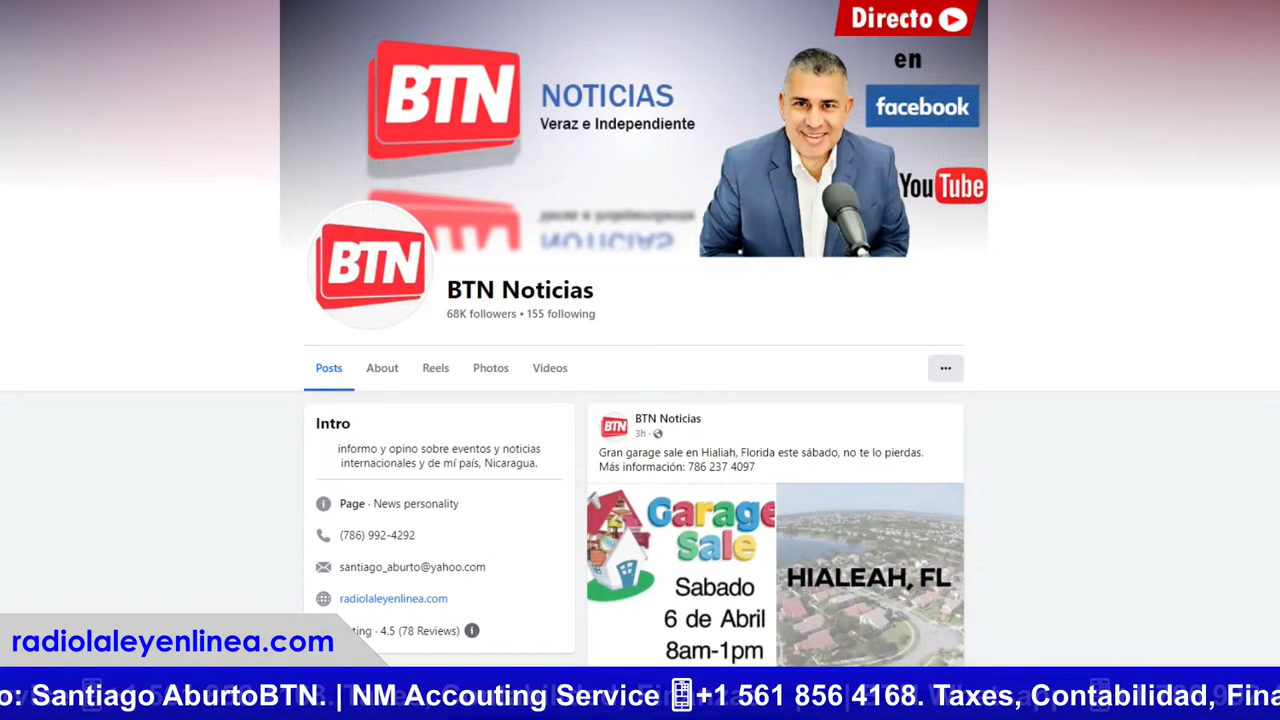 Directo
en
facebook
YouTube
BTN
NOTICIAS
Veraz e Independiente
BTN
BTN Noticias
68K followers • 155 following
Posts
About
Reels
Photos
Videos
Intro
informo y opino sobre eventos y noticias
internacionales y de mí país, Nicaragua.
Page · News personality
(786) 992-4292
santiago_aburto@yahoo.com
radiolaleyenlinea.com
ting · 4.5 (78 Reviews)
BTN
BTN Noticias
3h ·
Gran garage sale en Hialiah, Florida este sábado, no te lo pierdas.
Más información: 786 237 4097
Garage
Sale
Sabado
6 de Abril
8am-1pm
HIALEAH, FL
radiolaleyenlinea.com
o: Santiago AburtoBTN. | NM Accouting Service +1 561 856 4168. Taxes, Contabilidad, Fina